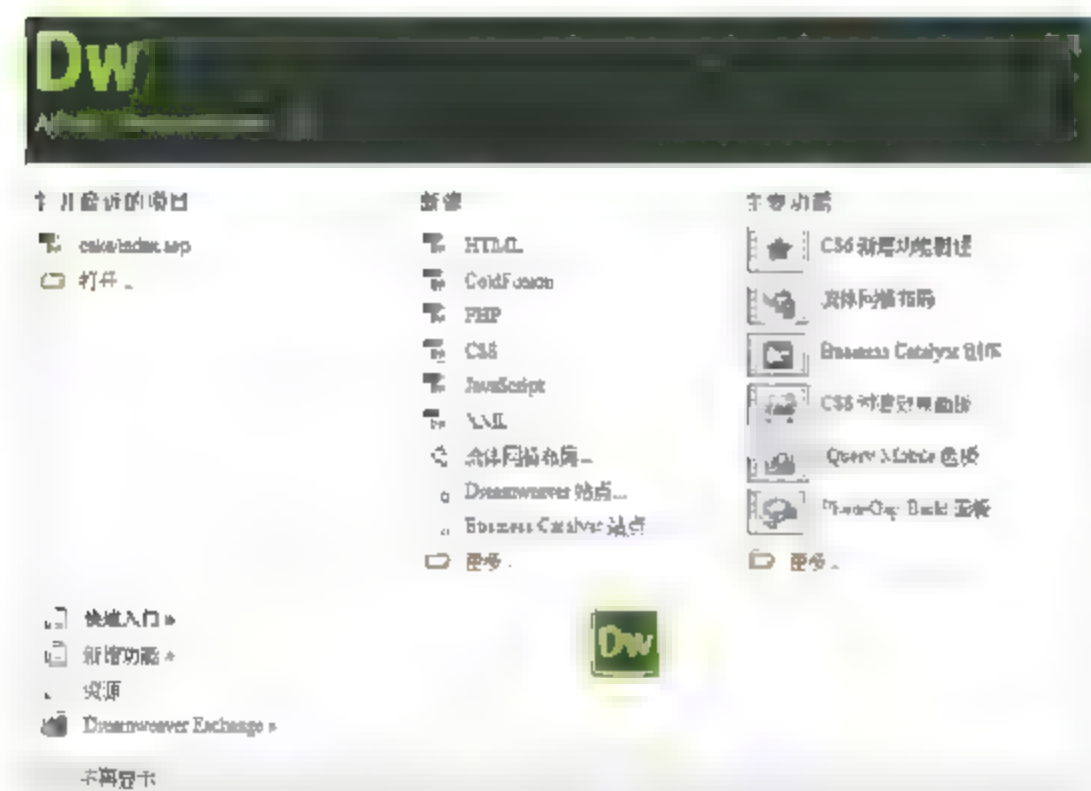 Dw
打开最近的项目
cake/index.asp
打开...
新建
HTML
ColdFusion
PHP
CSS
JavaScript
XML
流体网格布局...
Dreamweaver 站点...
Business Catalyst 站点
更多...
主要功能
CS6 新增功能概述
流体网格布局
Business Catalyst 创作
CSS 过渡效果面板
jQuery Mobile 色板
PhoneGap Build 面板
更多...
快速入门 »
新增功能 »
资源
Dreamweaver Exchange »
Dw
不再显示